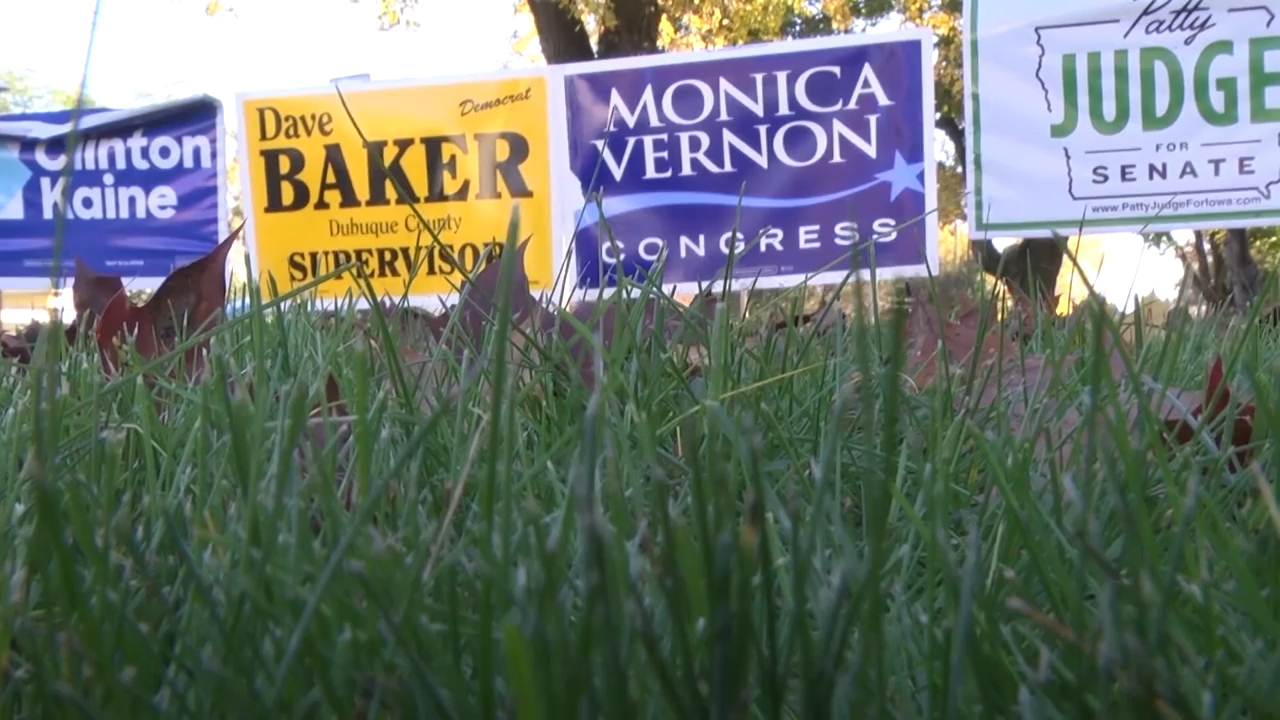 Clinton
Kaine
Dave
Democrat
BAKER
Dubuque County
SUPERVISOR
MONICA
VERNON
CONGRESS
Patty
JUDGE
FOR
SENATE
www.PattyJudgeForIowa.com